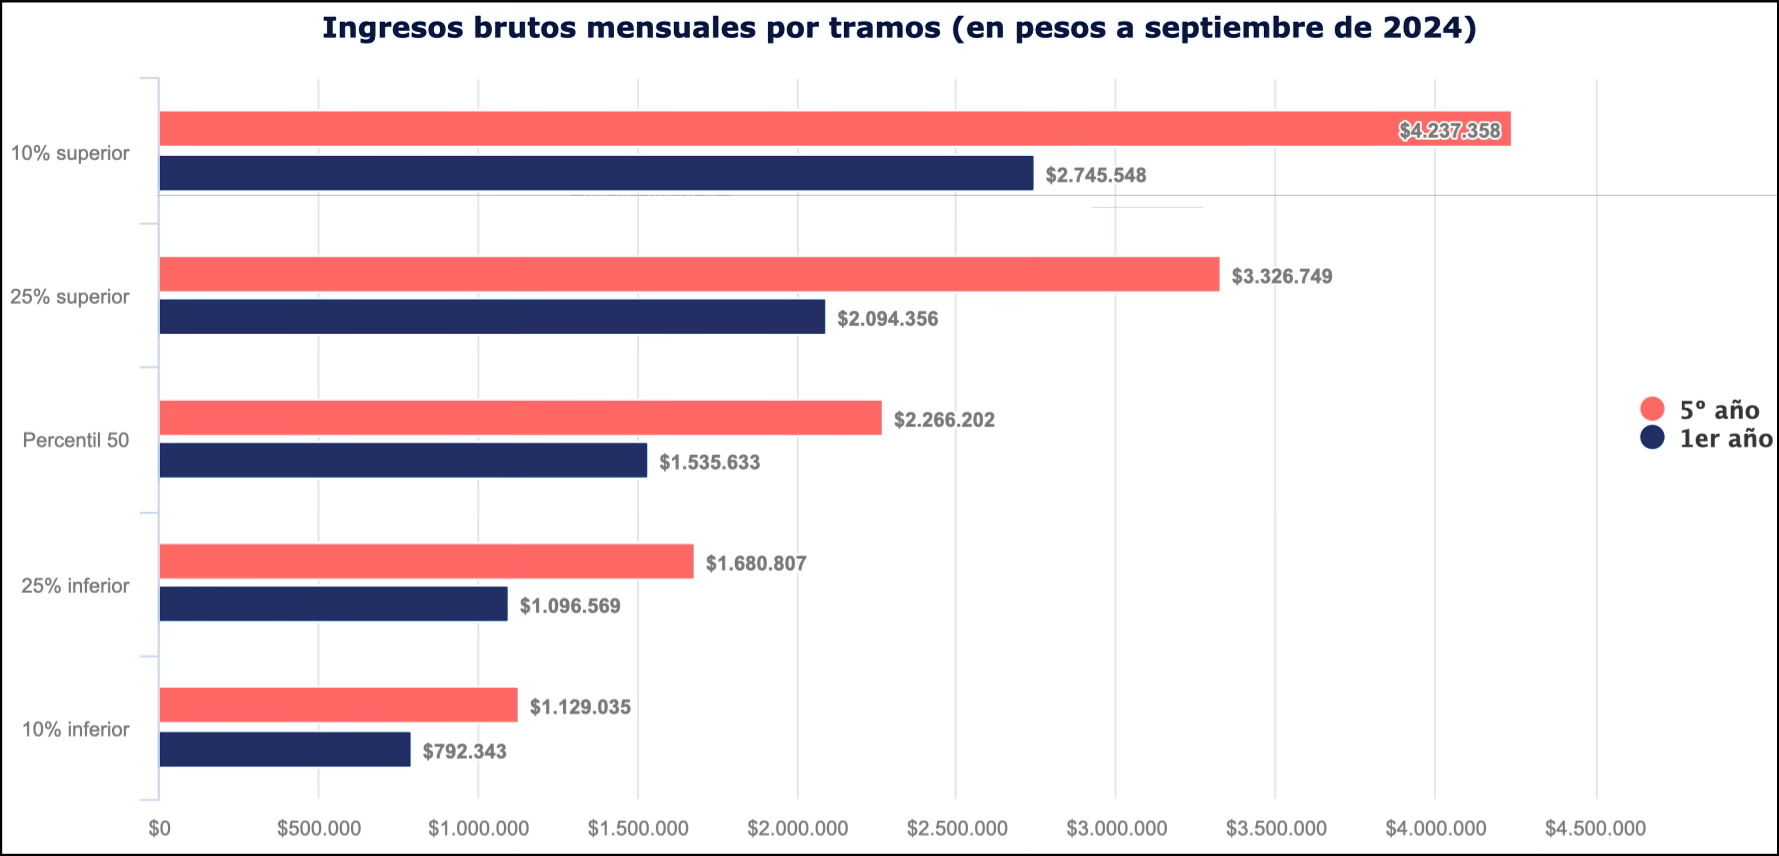 Ingresos brutos mensuales por tramos (en pesos a septiembre de 2024)
10% superior
$4.237.358
$2.745.548
25% superior
$3.326.749
$2.094.356
Percentil 50
$2.266.202
$1.535.633
5º año
1er año
25% inferior
$1.680.807
$1.096.569
10% inferior
$1.129.035
$792.343
$0 $500.000 $1.000.000 $1.500.000 $2.000.000 $2.500.000 $3.000.000 $3.500.000 $4.000.000 $4.500.000